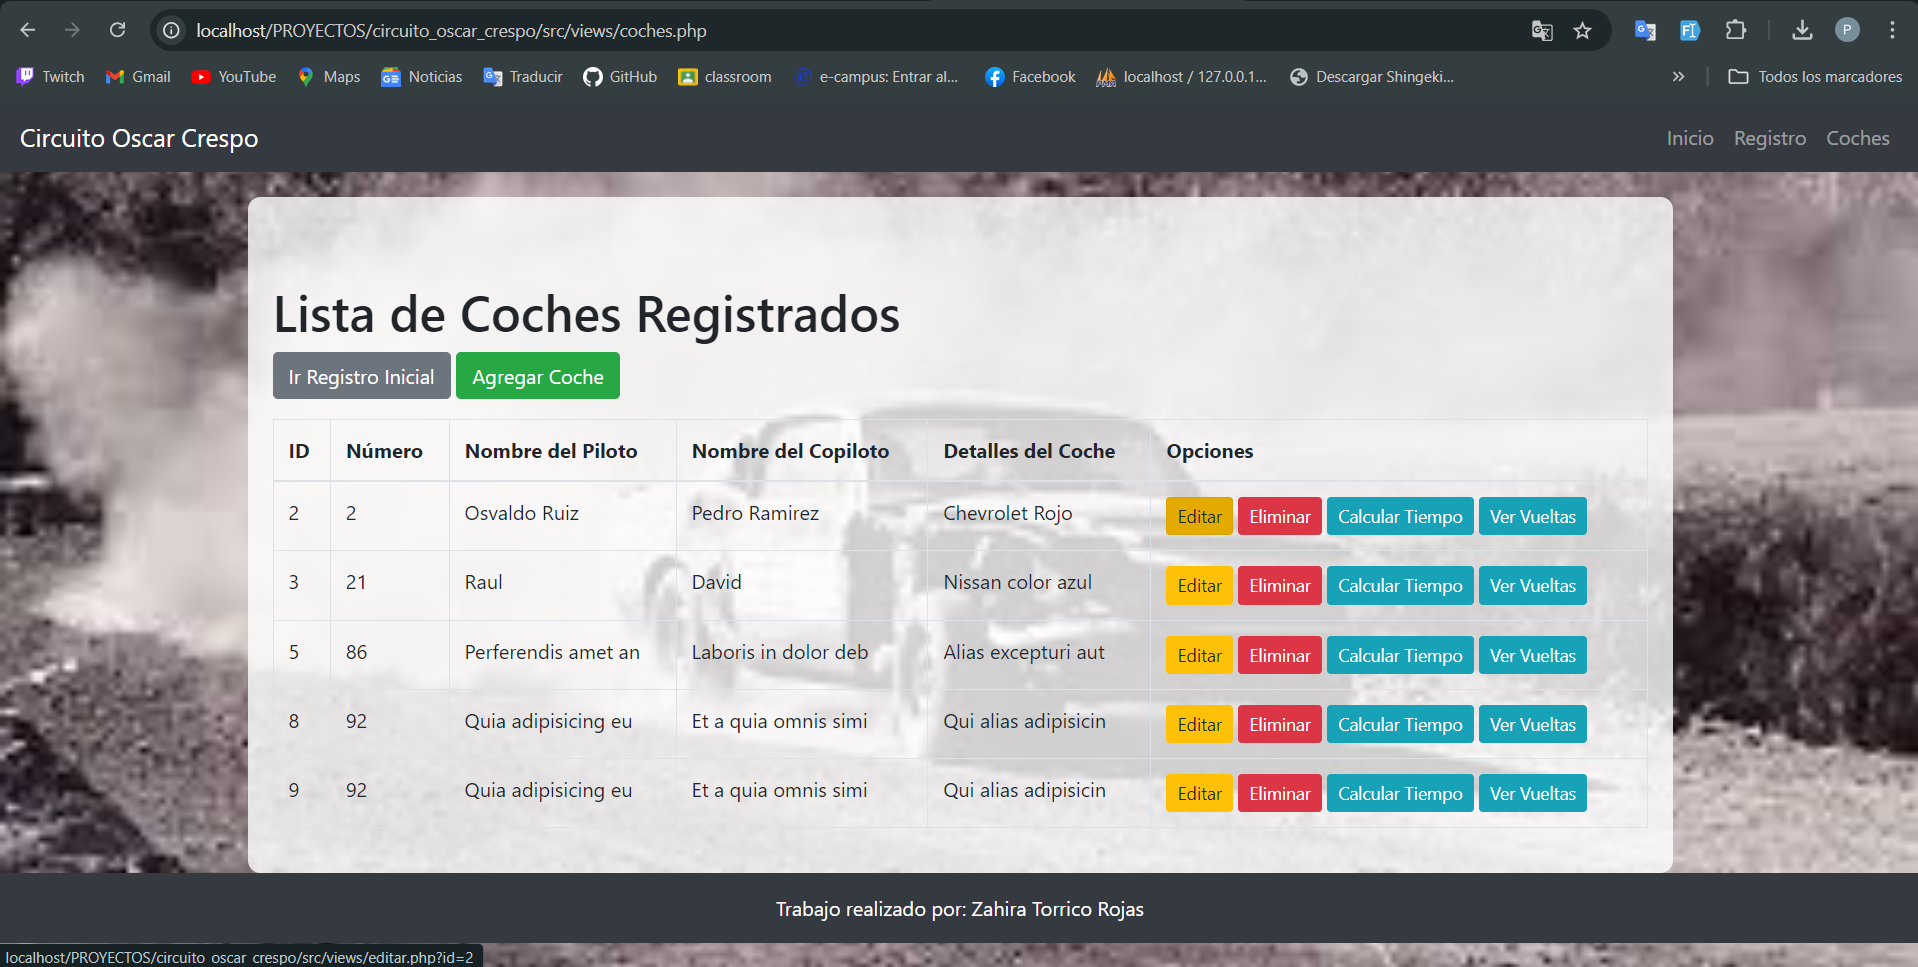 localhost/PROYECTOS/circuito_oscar_crespo/src/views/coches.php
P
Twitch Gmail YouTube Maps Noticias Traducir GitHub classroom e-campus: Entrar al... Facebook localhost / 127.0.0.1... Descargar Shingeki... » Todos los marcadores
Circuito Oscar Crespo Inicio Registro Coches
Lista de Coches Registrados
Ir Registro Inicial Agregar Coche
ID Número Nombre del Piloto Nombre del Copiloto Detalles del Coche Opciones
2 2 Osvaldo Ruiz Pedro Ramirez Chevrolet Rojo Editar Eliminar Calcular Tiempo Ver Vueltas
3 21 Raul David Nissan color azul Editar Eliminar Calcular Tiempo Ver Vueltas
5 86 Perferendis amet an Laboris in dolor deb Alias excepturi aut Editar Eliminar Calcular Tiempo Ver Vueltas
8 92 Quia adipisicing eu Et a quia omnis simi Qui alias adipisicin Editar Eliminar Calcular Tiempo Ver Vueltas
9 92 Quia adipisicing eu Et a quia omnis simi Qui alias adipisicin Editar Eliminar Calcular Tiempo Ver Vueltas
Trabajo realizado por: Zahira Torrico Rojas
localhost/PROYECTOS/circuito_oscar_crespo/src/views/editar.php?id=2